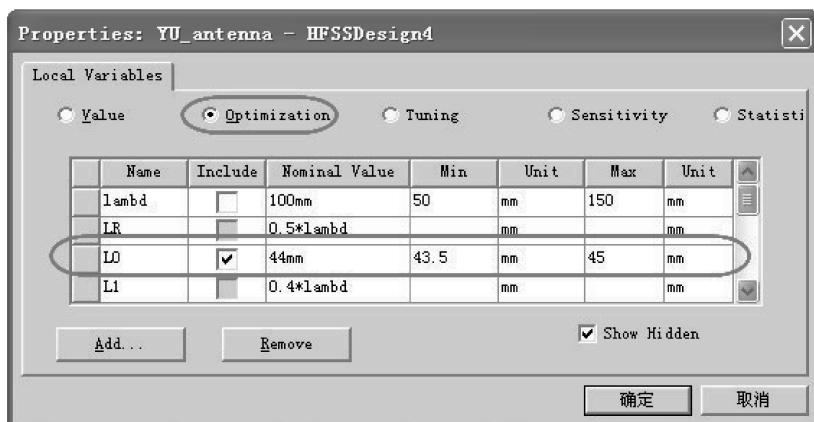 Properties: YU_antenna - HFSSDesign4
Local Variables
Value Optimization Tuning Sensitivity Statisti
Name Include Nominal Value Min Unit Max Unit
lambd 100mm 50 mm 150 mm
LR 0.5*lambd mm mm
L0 44mm 43.5 mm 45 mm
L1 0.4*lambd mm mm
Add... Remove Show Hidden
确定 取消